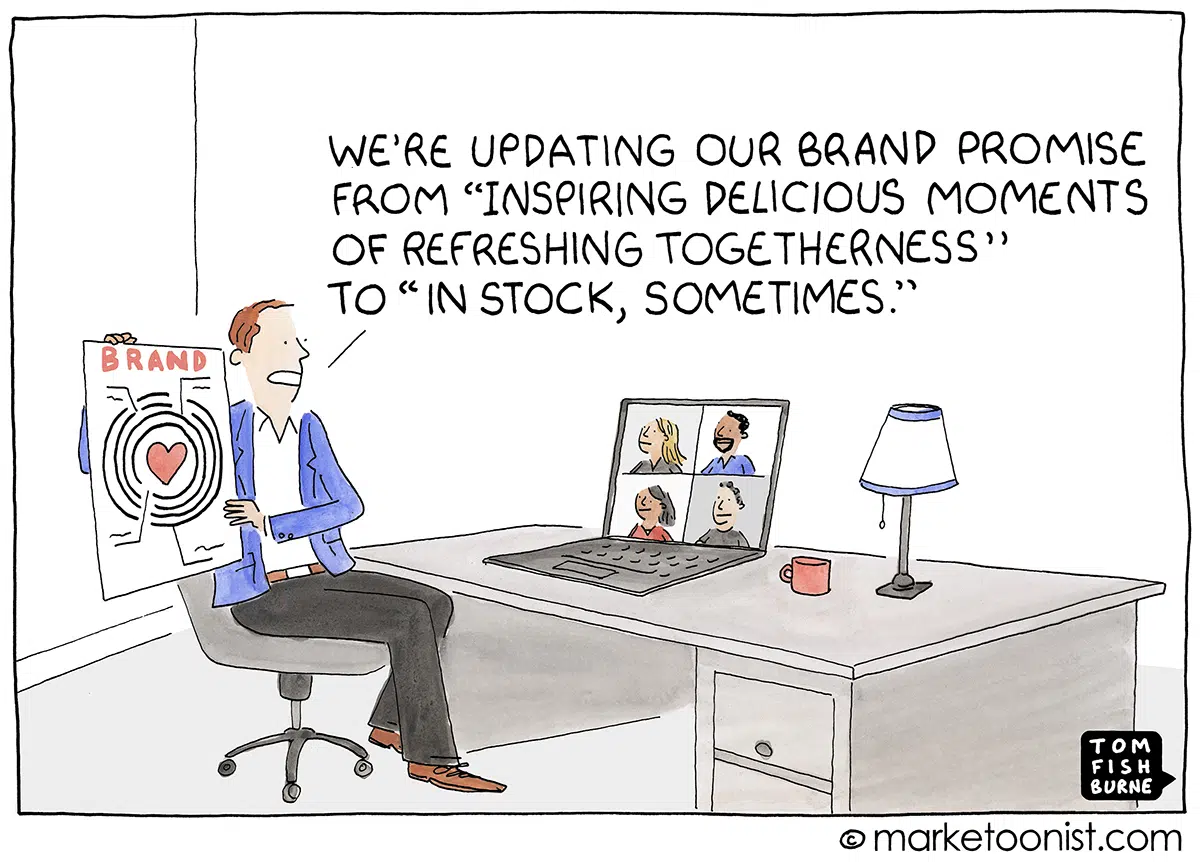 WE'RE UPDATING OUR BRAND PROMISE
FROM “INSPIRING DELICIOUS MOMENTS
OF REFRESHING TOGETHERNESS”
TO “IN STOCK, SOMETIMES.”
BRAND
TOM
FISH
BURNE
© marketoonist.com